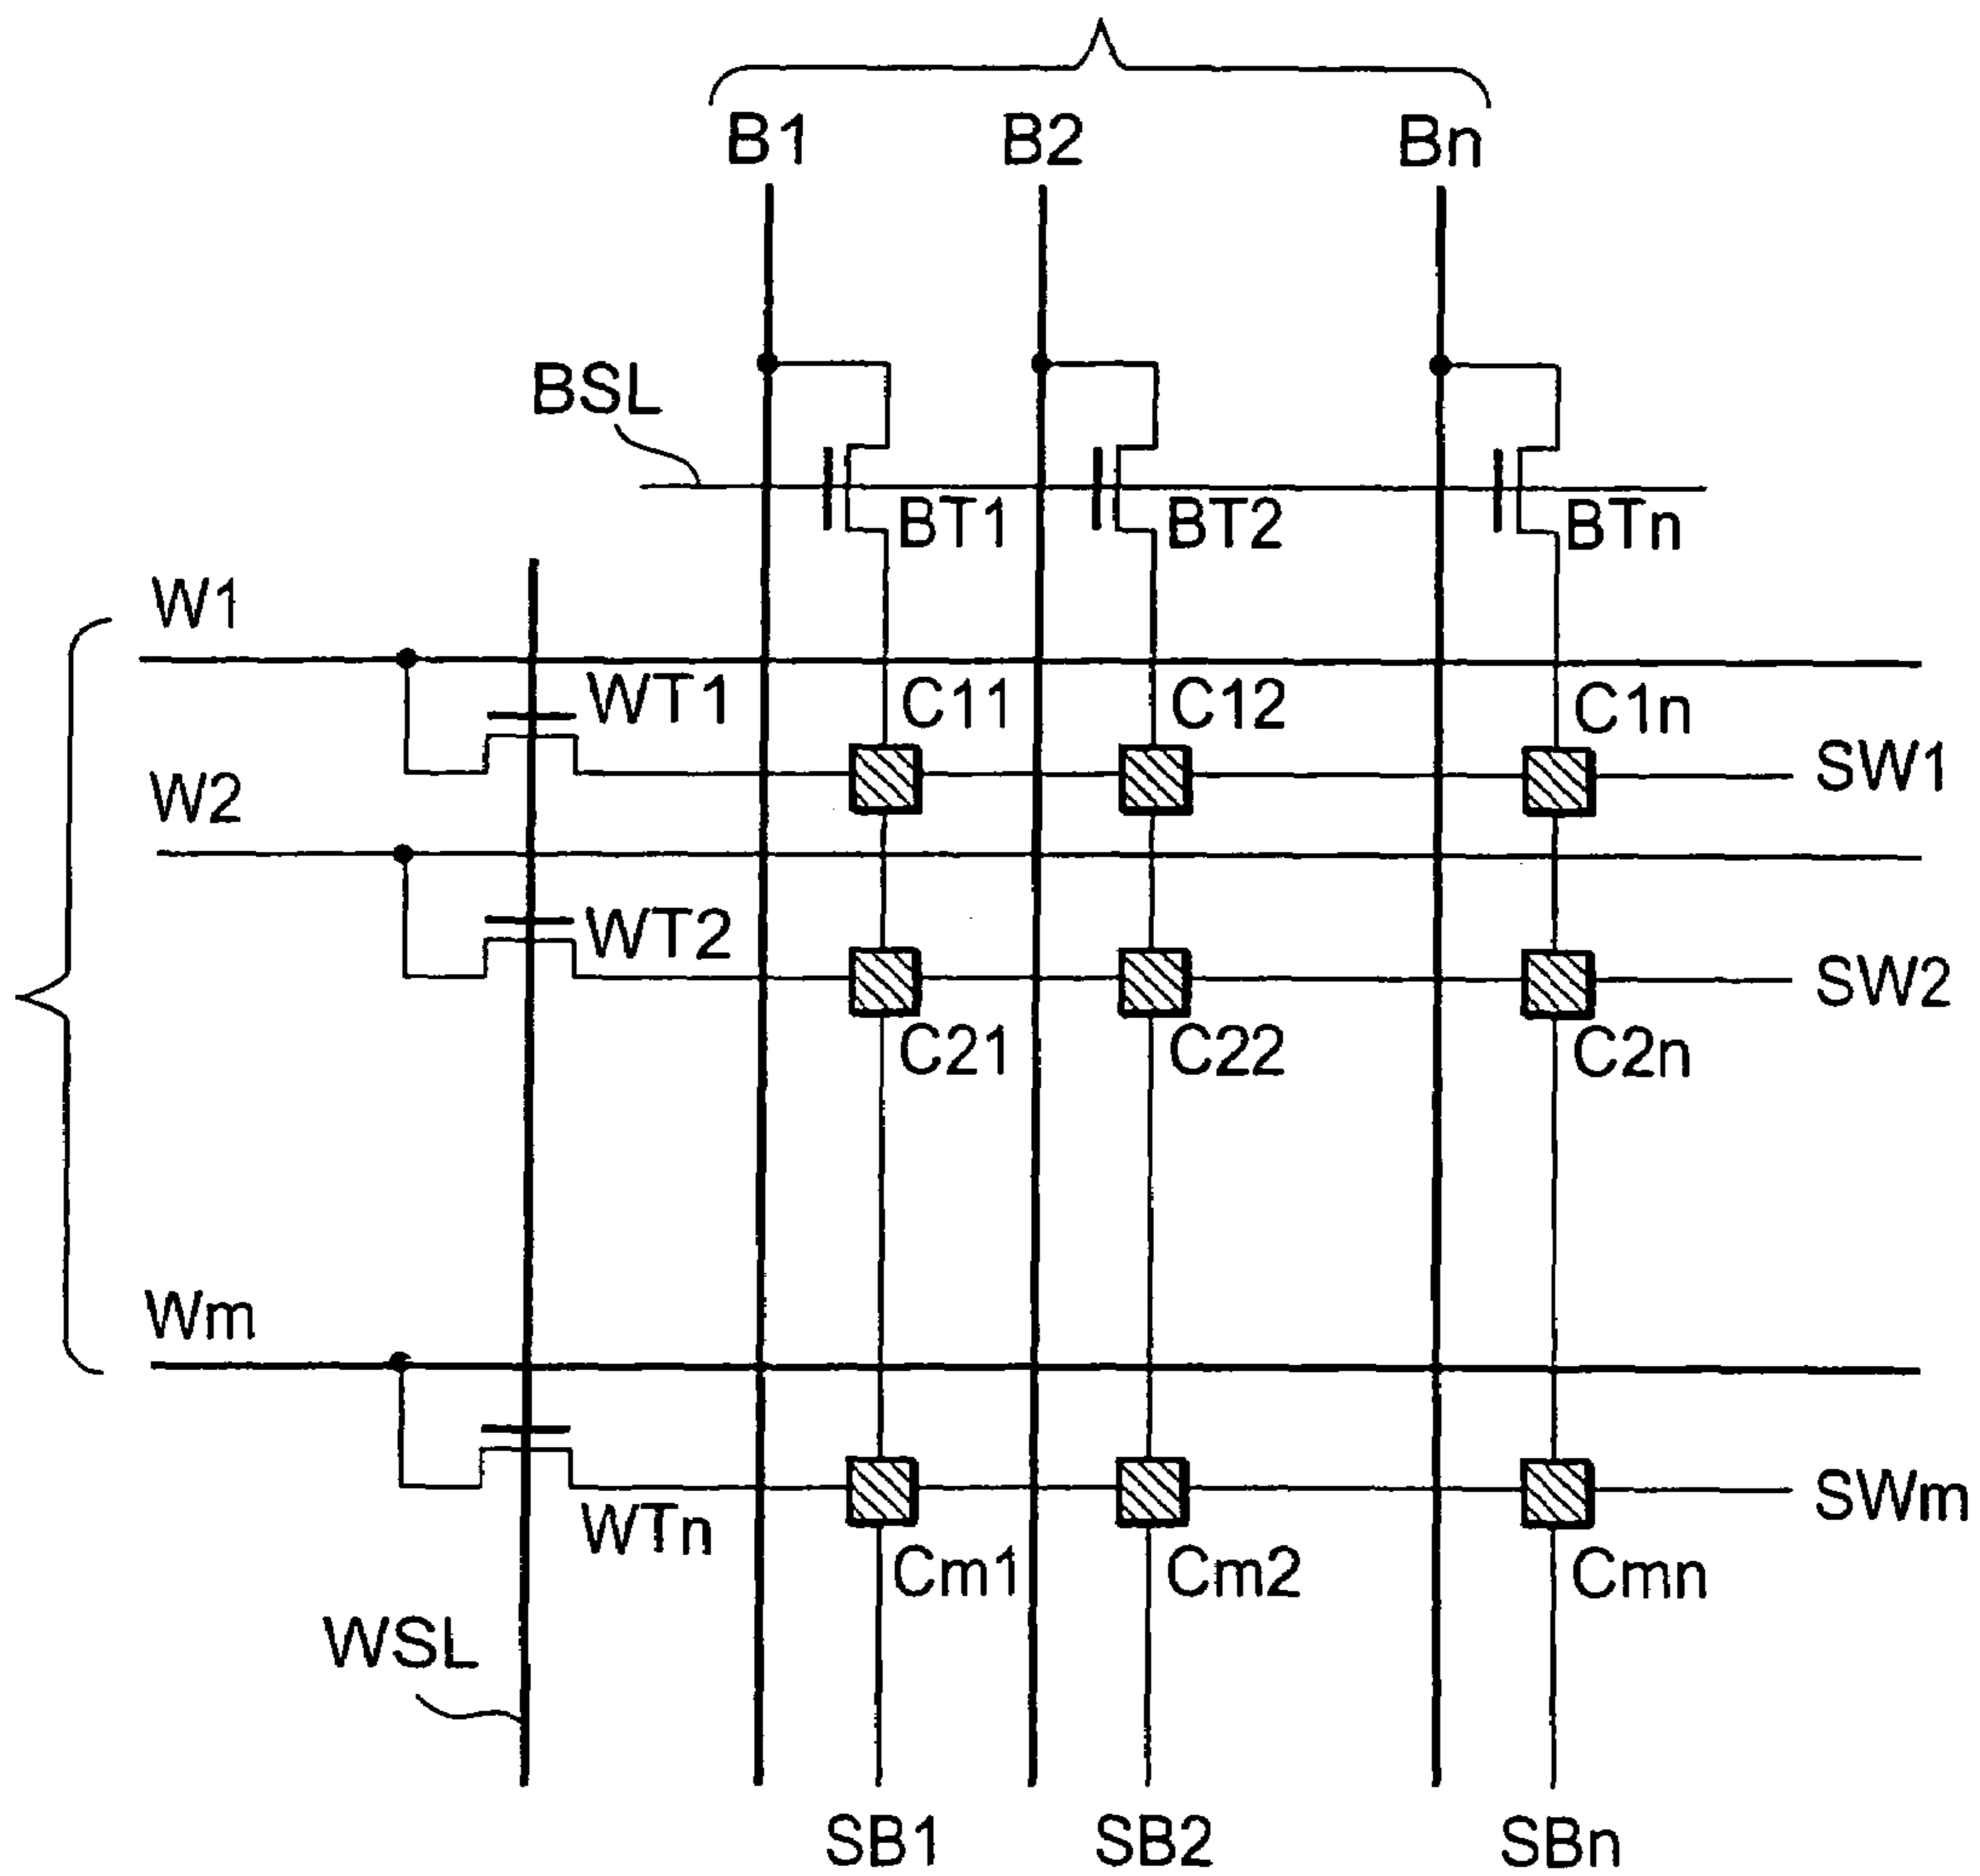 B1 B2 Bn
BSL
BT1 BT2 BTn
W1
WT1 C11 C12 C1n
SW1
W2
WT2
SW2
C21 C22 C2n
Wm
SWm
WTn
Cm1 Cm2 Cmn
WSL
SB1 SB2 SBn